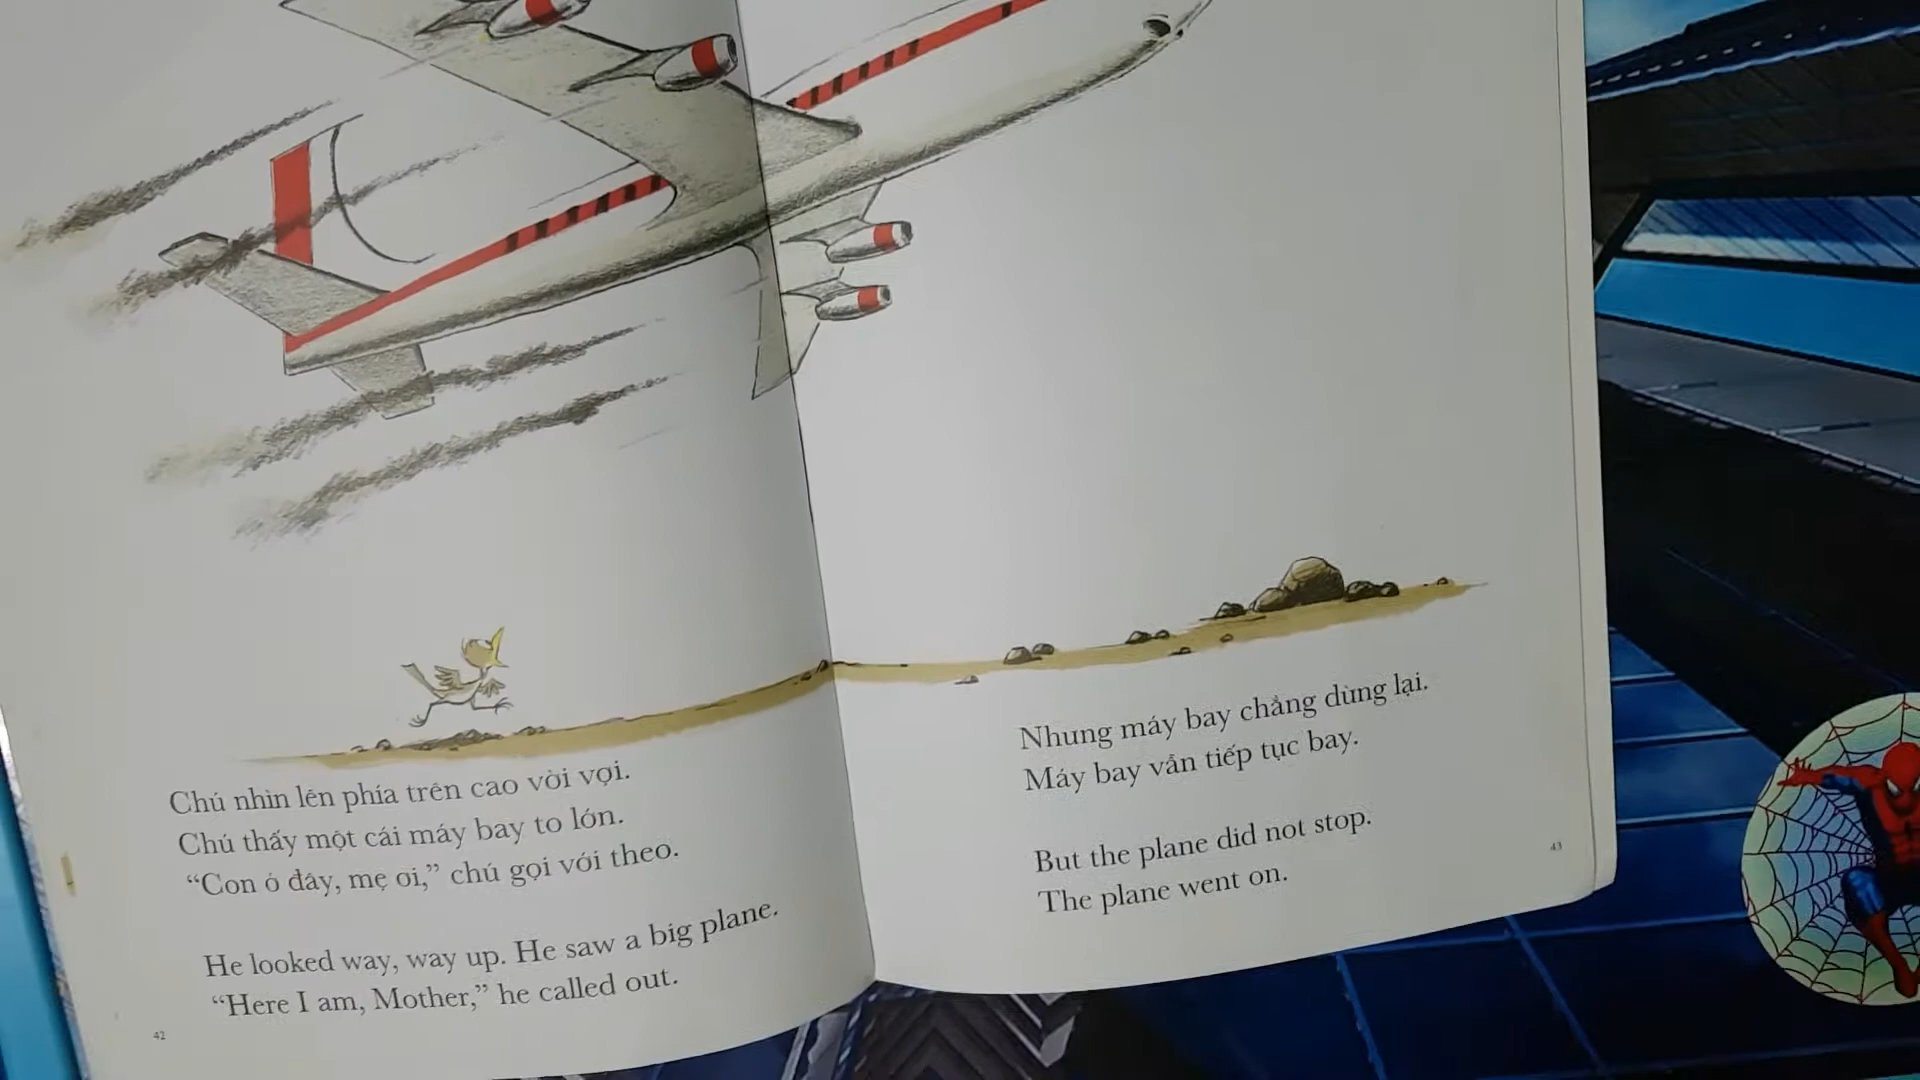 Chú nhìn lên phía trên cao vời vợi.
Chú thấy một cái máy bay to lớn.
“Con ở đây, mẹ ơi,” chú gọi với theo.
He looked way, way up. He saw a big plane.
“Here I am, Mother,” he called out.
42
Nhưng máy bay chẳng dừng lại.
Máy bay vẫn tiếp tục bay.
But the plane did not stop.
The plane went on.
43